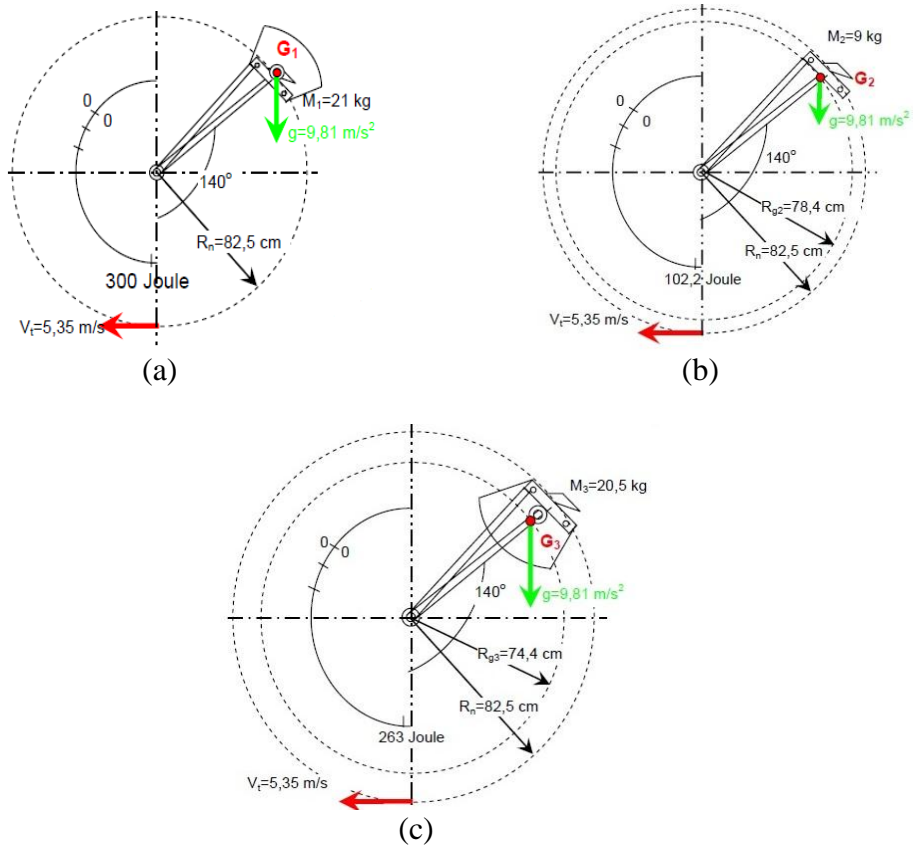 G₁
M₁=21 kg
0
0
g=9,81 m/s²
140°
Rₙ=82,5 cm
300 Joule
Vₜ=5,35 m/s
(a)
M₂=9 kg
G₂
0
0
g=9,81 m/s²
140°
R_g2=78,4 cm
Rₙ=82,5 cm
102,2 Joule
Vₜ=5,35 m/s
(b)
M₃=20,5 kg
0
0
G₃
140°
g=9,81 m/s²
R_g3=74,4 cm
Rₙ=82,5 cm
263 Joule
Vₜ=5,35 m/s
(c)